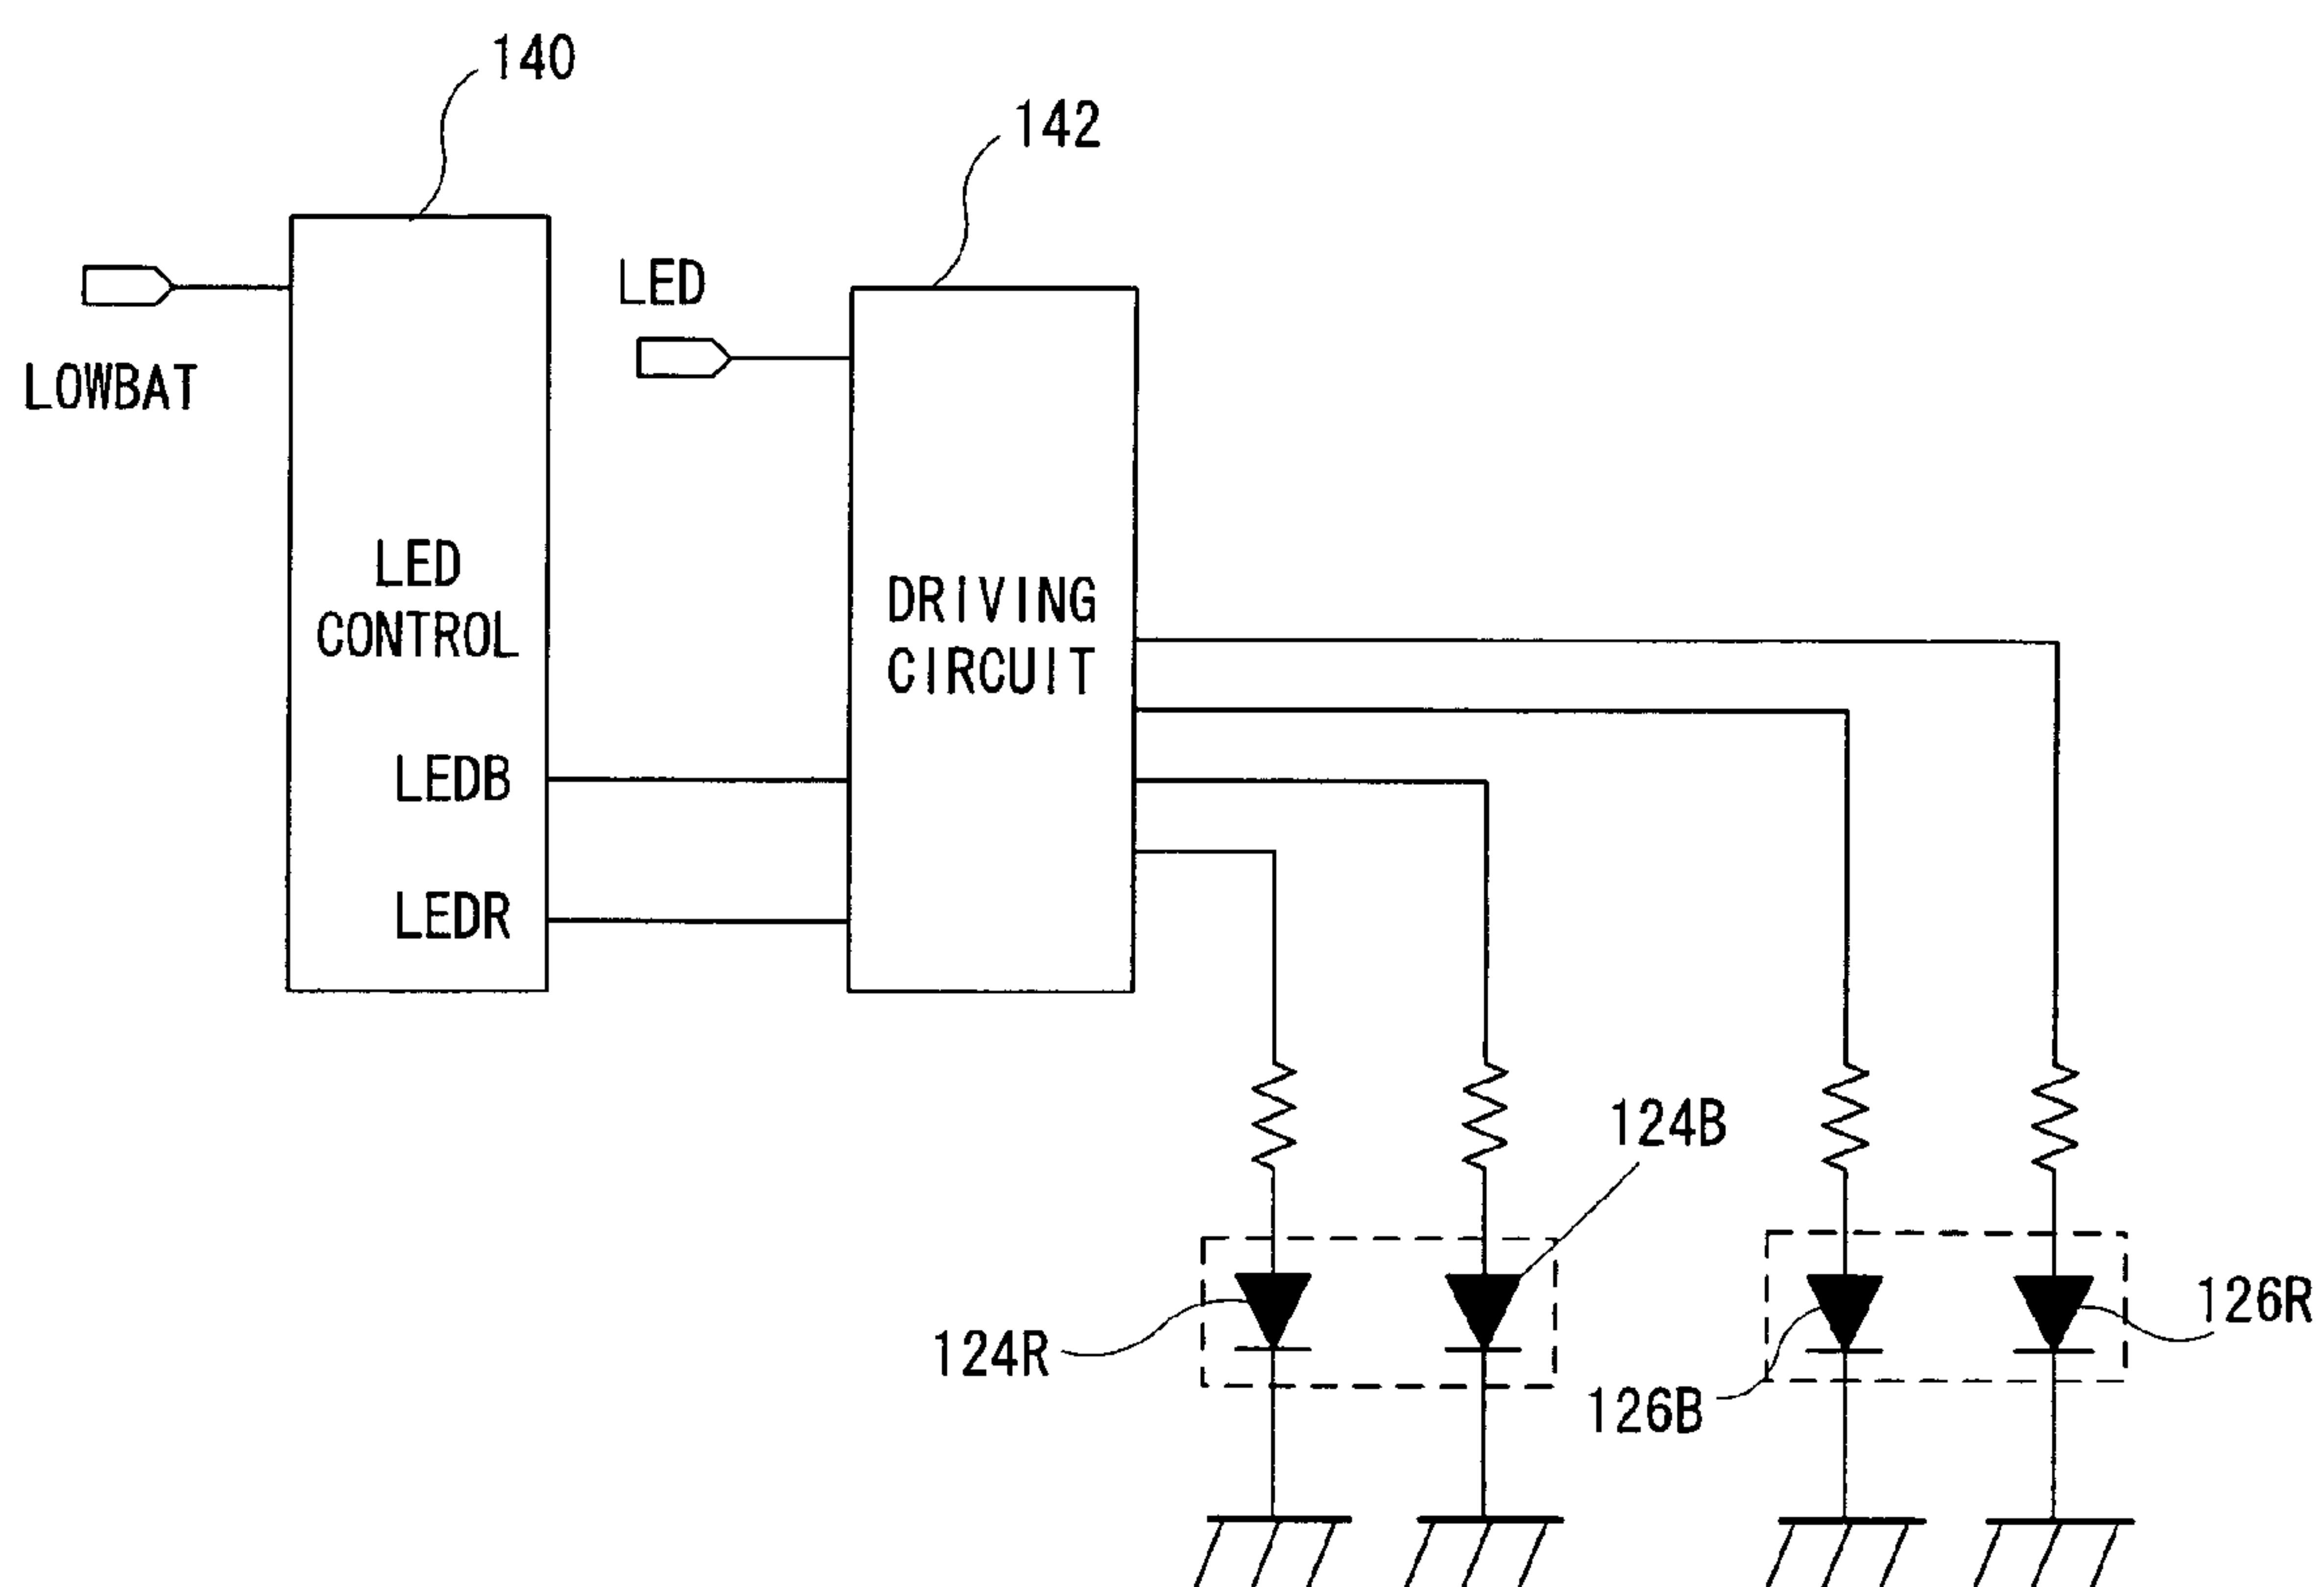 140
142
LED
LOWBAT
LED
CONTROL
DRIVING
CIRCUIT
LEDB
LEDR
124B
124R
126B
126R